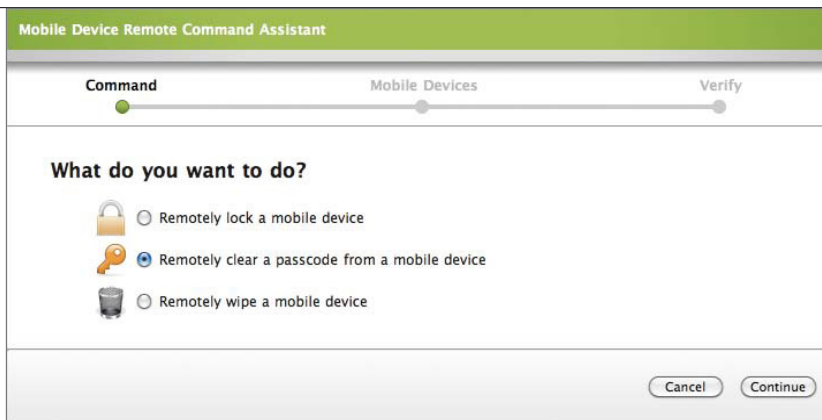 Mobile Device Remote Command Assistant
Command Mobile Devices Verify
What do you want to do?
Remotely lock a mobile device
Remotely clear a passcode from a mobile device
Remotely wipe a mobile device
Cancel Continue